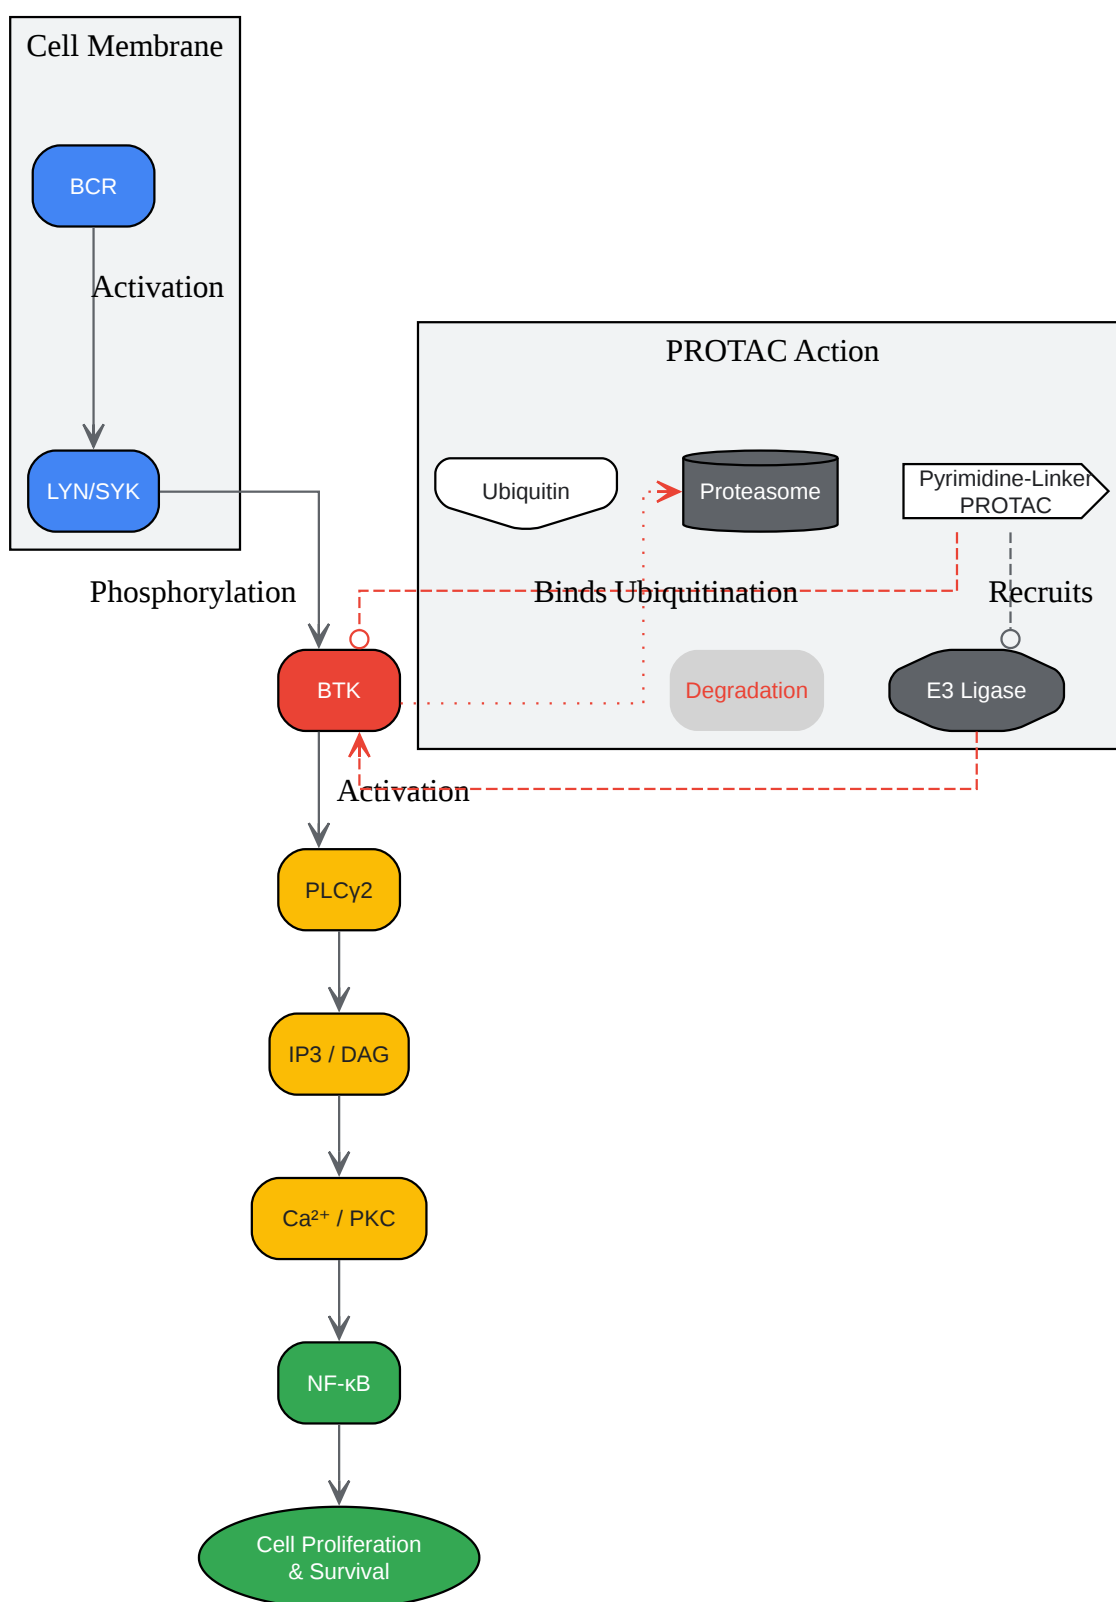 Cell Membrane
BCR
Activation
PROTAC Action
LYN/SYK
Ubiquitin
Proteasome
Pyrimidine-Linker
PROTAC
Phosphorylation
Binds
Ubiquitination
Recruits
BTK
Degradation
E3 Ligase
Activation
PLCγ2
IP3 / DAG
Ca²⁺ / PKC
NF-κB
Cell Proliferation
& Survival